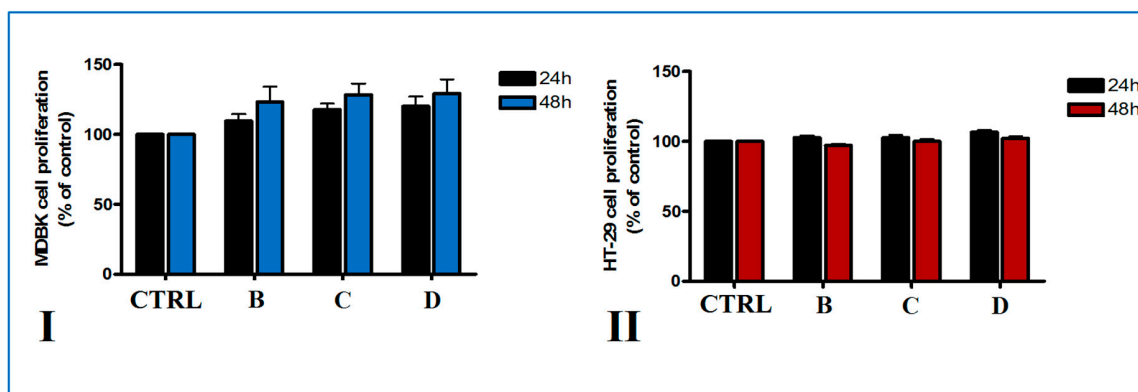 MDBK cell proliferation
(% of control)
150
100
50
0
CTRL B C D
24h
48h
I
HT-29 cell proliferation
(% of control)
150
100
50
0
CTRL B C D
24h
48h
II